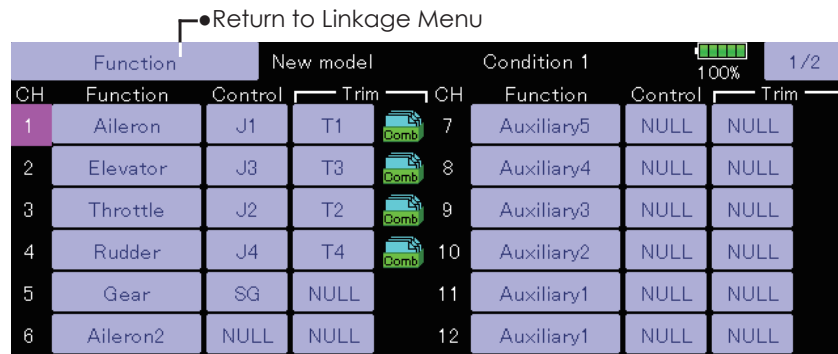 ●Return to Linkage Menu
Function New model Condition 1 100% 1/2
CH Function Control Trim CH Function Control Trim
1 Aileron J1 T1 Comb 7 Auxiliary5 NULL NULL
2 Elevator J3 T3 Comb 8 Auxiliary4 NULL NULL
3 Throttle J2 T2 Comb 9 Auxiliary3 NULL NULL
4 Rudder J4 T4 Comb 10 Auxiliary2 NULL NULL
5 Gear SG NULL 11 Auxiliary1 NULL NULL
6 Aileron2 NULL NULL 12 Auxiliary1 NULL NULL